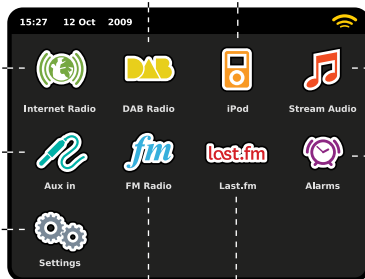 15:27 12 Oct 2009
DAB
Internet Radio DAB Radio iPod Stream Audio
fm last.fm
Aux in FM Radio Last.fm Alarms
Settings